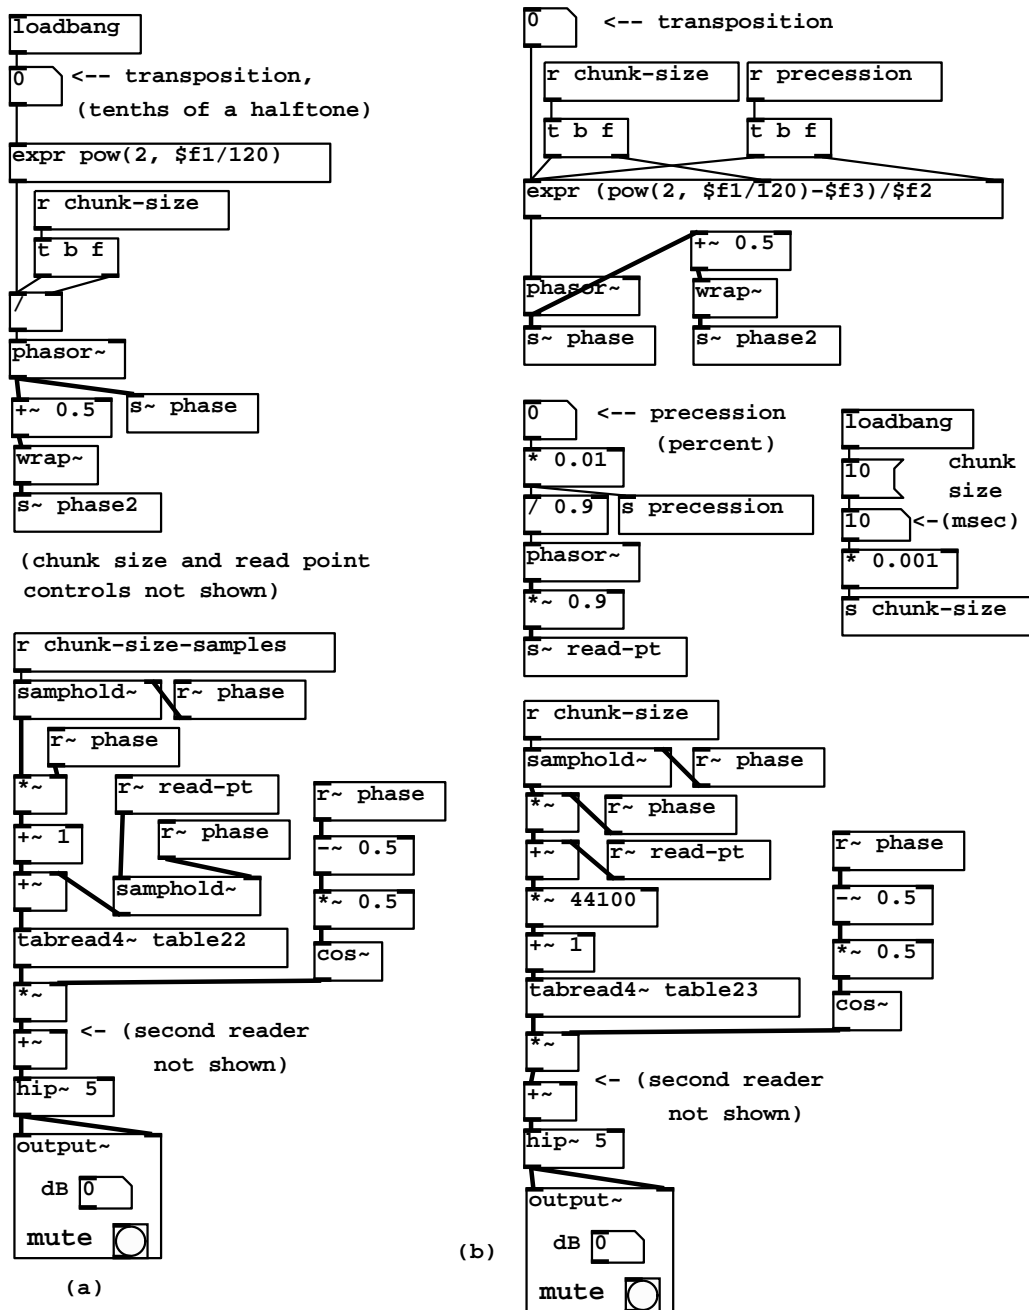 loadbang
0
<-- transposition,
(tenths of a halftone)
expr pow(2, $f1/120)
r chunk-size
t b f
/
phasor~
+~ 0.5
s~ phase
wrap~
s~ phase2
(chunk size and read point
controls not shown)
r chunk-size-samples
samphold~
r~ phase
r~ phase
*~
r~ read-pt
r~ phase
+~ 1
r~ phase
-~ 0.5
+~
samphold~
*~ 0.5
tabread4~ table22
cos~
*~
+~
<- (second reader
not shown)
hip~ 5
output~
dB 0
mute
(a)
0
<-- transposition
r chunk-size
r precession
t b f
t b f
expr (pow(2, $f1/120)-$f3)/$f2
+~ 0.5
phasor~
wrap~
s~ phase
s~ phase2
0
<-- precession
(percent)
* 0.01
/ 0.9
s precession
phasor~
*~ 0.9
s~ read-pt
loadbang
10
chunk
size
10
<-(msec)
* 0.001
s chunk-size
r chunk-size
samphold~
r~ phase
*~
r~ phase
+~
r~ read-pt
r~ phase
*~ 44100
-~ 0.5
+~ 1
*~ 0.5
tabread4~ table23
cos~
*~
+~
<- (second reader
not shown)
hip~ 5
output~
dB 0
mute
(b)